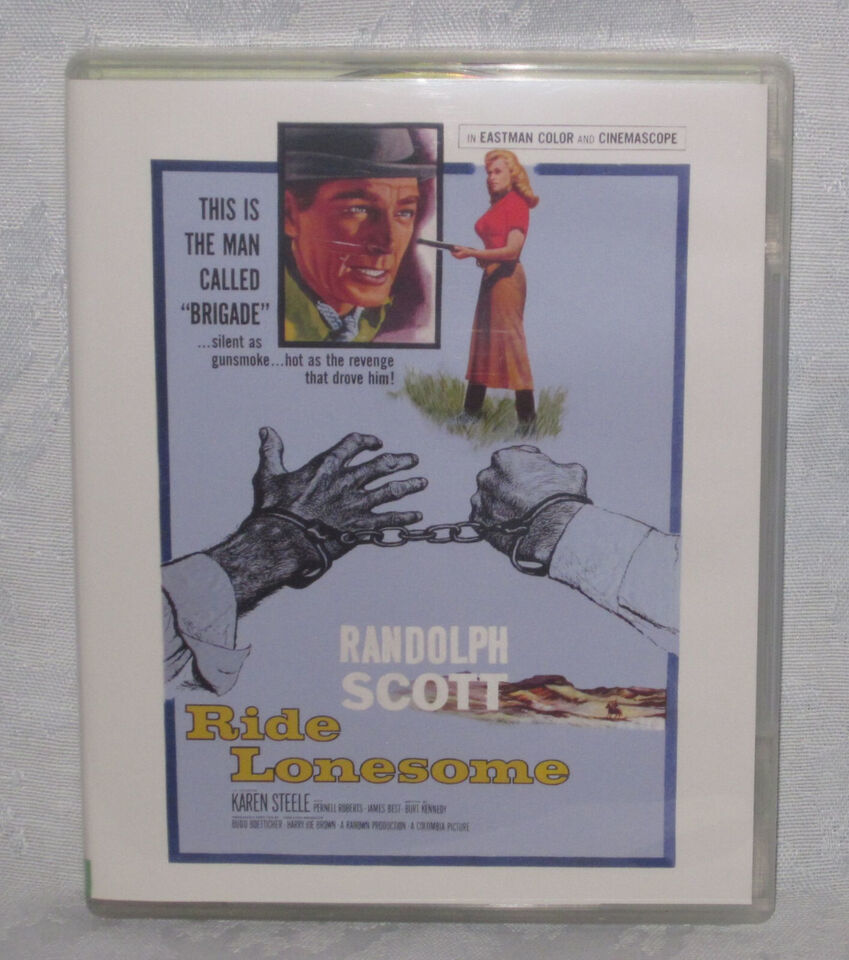 IN EASTMAN COLOR AND CINEMASCOPE
THIS IS
THE MAN
CALLED
"BRIGADE"
...silent as
gunsmoke...hot as the revenge
that drove him!
RANDOLPH
SCOTT
Ride
Lonesome
KAREN STEELE PERNELL ROBERTS · JAMES BEST BURT KENNEDY
BUDD BOETTICHER · HARRY JOE BROWN · A RANOWN PRODUCTION · A COLUMBIA PICTURE